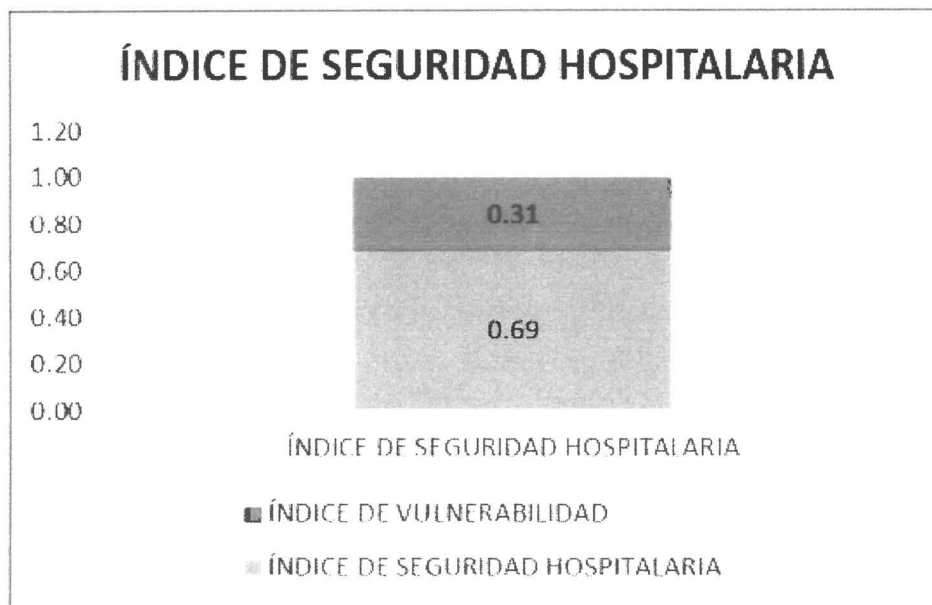 ÍNDICE DE SEGURIDAD HOSPITALARIA
1.20
1.00
0.80
0.60
0.40
0.20
0.00
0.31
0.69
ÍNDICE DE SEGURIDAD HOSPITALARIA
ÍNDICE DE VULNERABILIDAD
ÍNDICE DE SEGURIDAD HOSPITALARIA